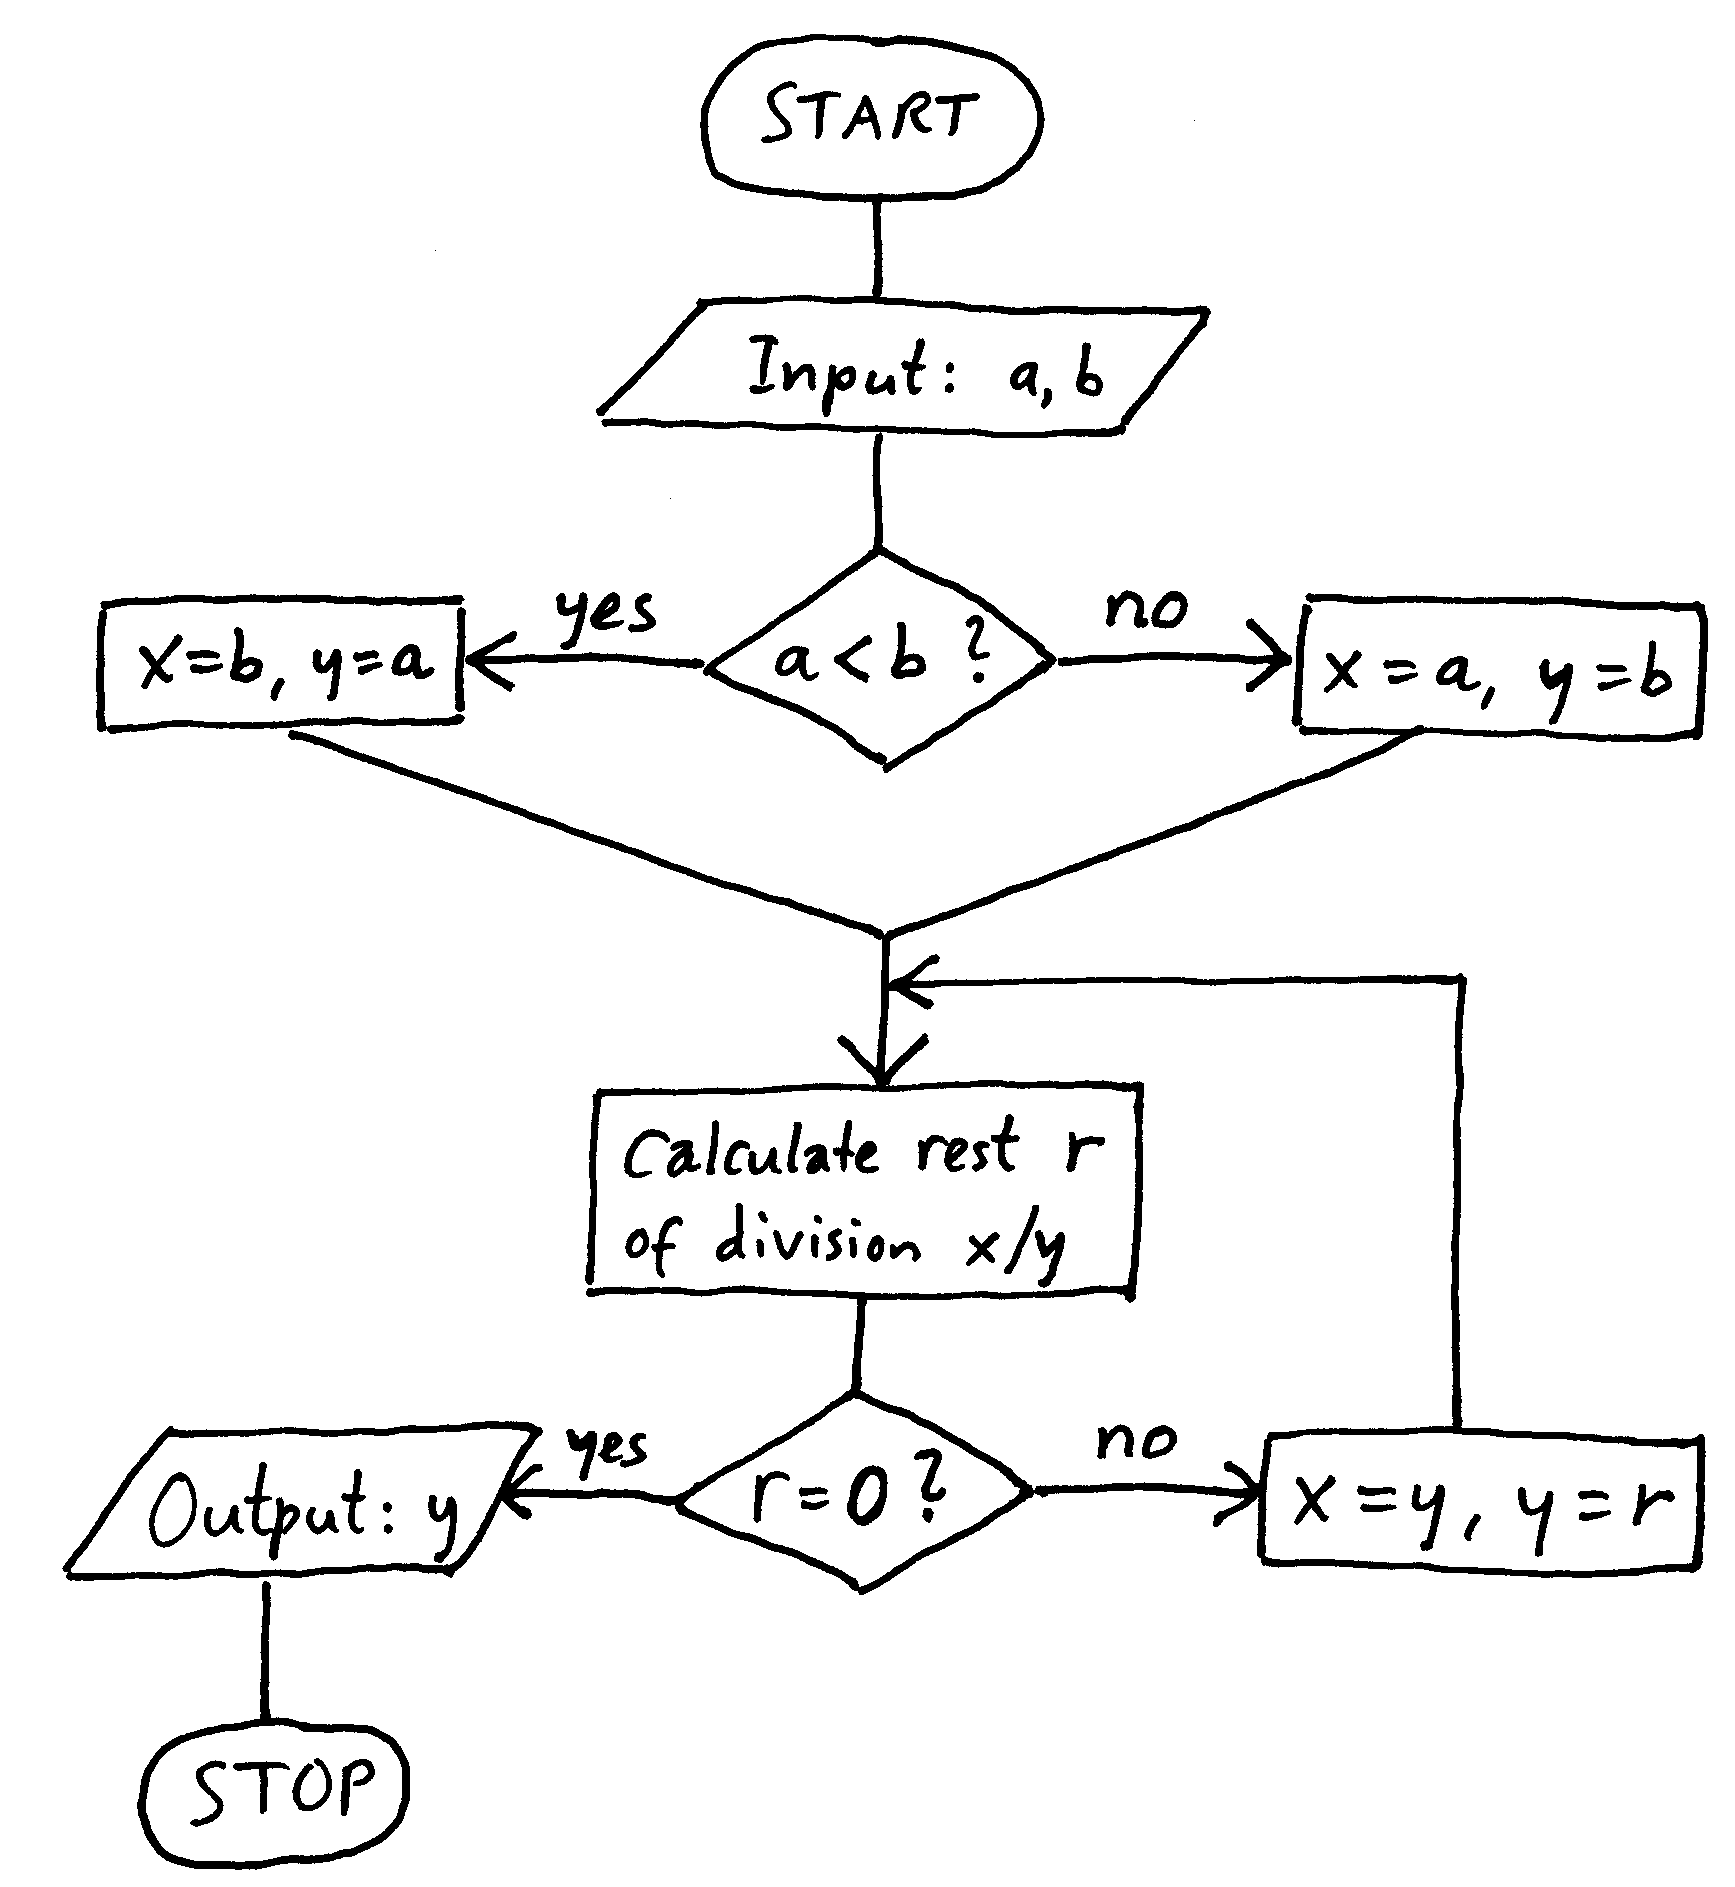 START
Input: a, b
yes
no
x=b, y=a
a<b ?
x=a, y=b
Calculate rest r
of division x/y
yes
no
Output: y
r=0?
x=y, y=r
STOP